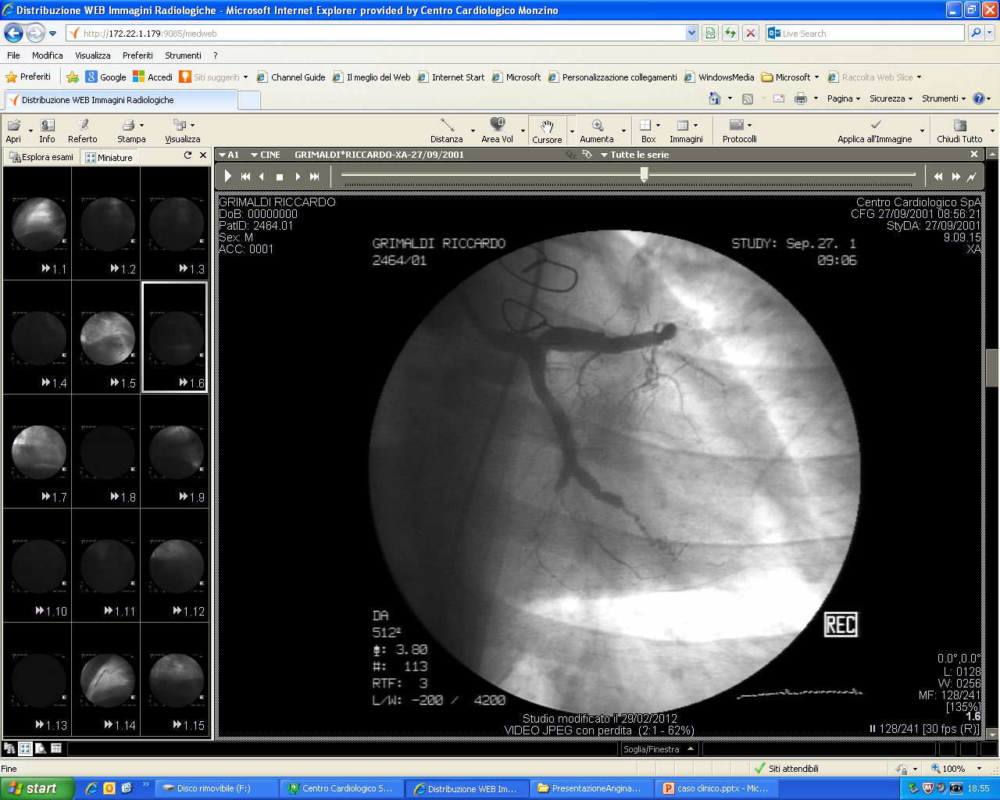 Distribuzione WEB Immagini Radiologiche - Microsoft Internet Explorer provided by Centro Cardiologico Monzino
http://172.22.1.179:9085/medweb
Live Search
File Modifica Visualizza Preferiti Strumenti ?
Preferiti Google Accedi Siti suggeriti Channel Guide Il meglio del Web Internet Start Microsoft Personalizzazione collegamenti WindowsMedia Microsoft Raccolta Web Slice
Distribuzione WEB Immagini Radiologiche
Pagina Sicurezza Strumenti
Apri Info Referto Stampa Visualizza Distanza Area Vol Cursore Aumenta Box Immagini Protocolli Applica all'Immagine Chiudi Tutto
Esplora esami Miniature
A1 CINE GRIMALDI*RICCARDO-XA-27/09/2001 Tutte le serie
1.1 1.2 1.3
1.4 1.5 1.6
1.7 1.8 1.9
1.10 1.11 1.12
1.13 1.14 1.15
GRIMALDI RICCARDO
DoB: 00000000
PatID: 2464.01
Sex: M
ACC: 0001
Centro Cardiologico SpA
CFG 27/09/2001 08:56:21
StyDA: 27/09/2001
9.09.15
XA
GRIMALDI RICCARDO
2464/01
STUDY: Sep.27. 1
09:06
DA
512²
: 3.80
#: 113
RTF: 3
L/W: -200 / 4200
REC
0.0°,0.0°
L: 0128
W: 0256
MF: 128/241
[135%]
1.6
128/241 [30 fps (R)]
Studio modificato il 29/02/2012
VIDEO JPEG con perdita (2:1 - 62%)
Soglia/Finestra
Fine
Siti attendibili
100%
start Disco rimovibile (F:) Centro Cardiologico S... Distribuzione WEB Im... PresentazioneAngina... caso clinico.pptx - Mic... 18.55